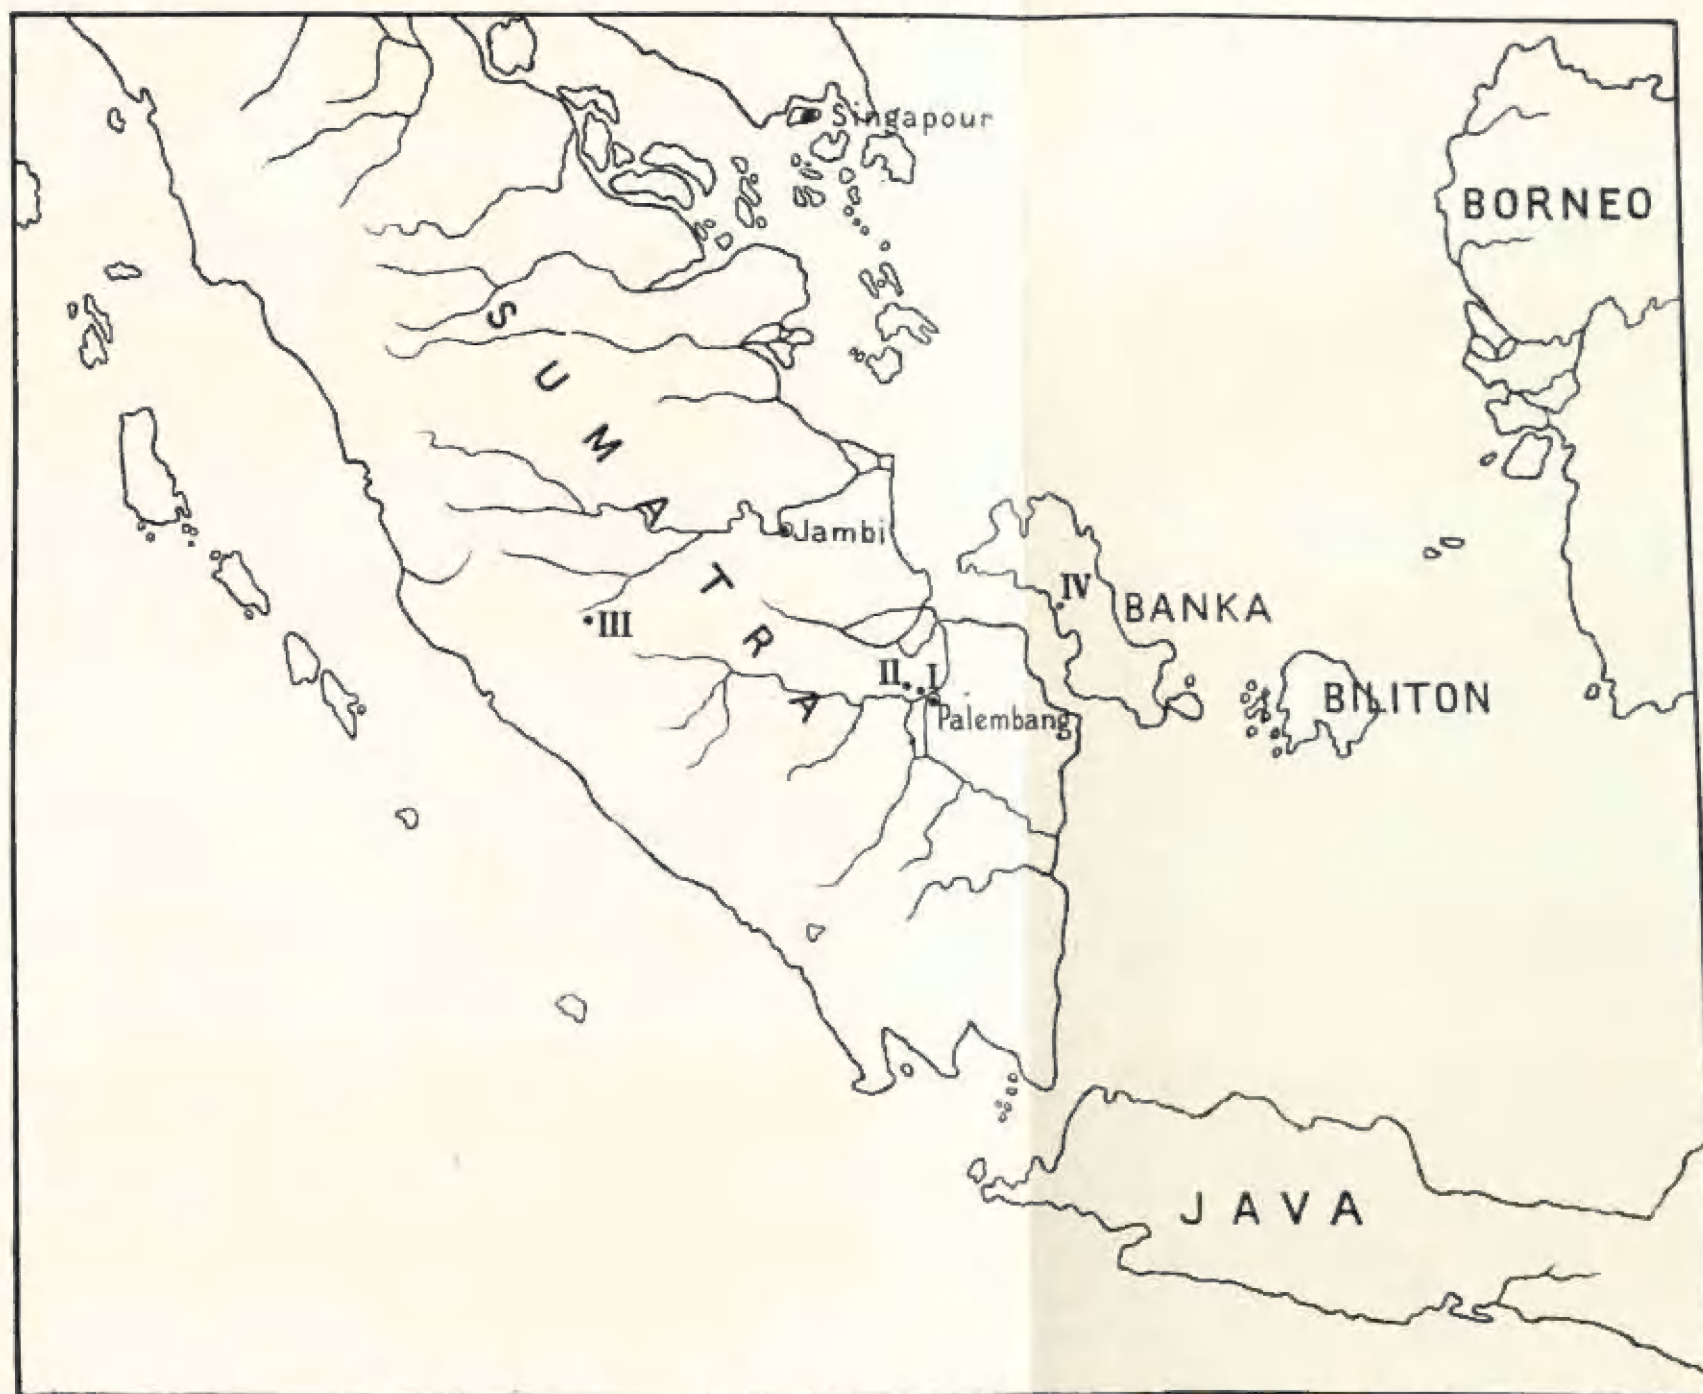 Singapour
BORNEO
SUMATRA
Jambi
IV
BANKA
III
II
I
BILITON
Palembang
JAVA